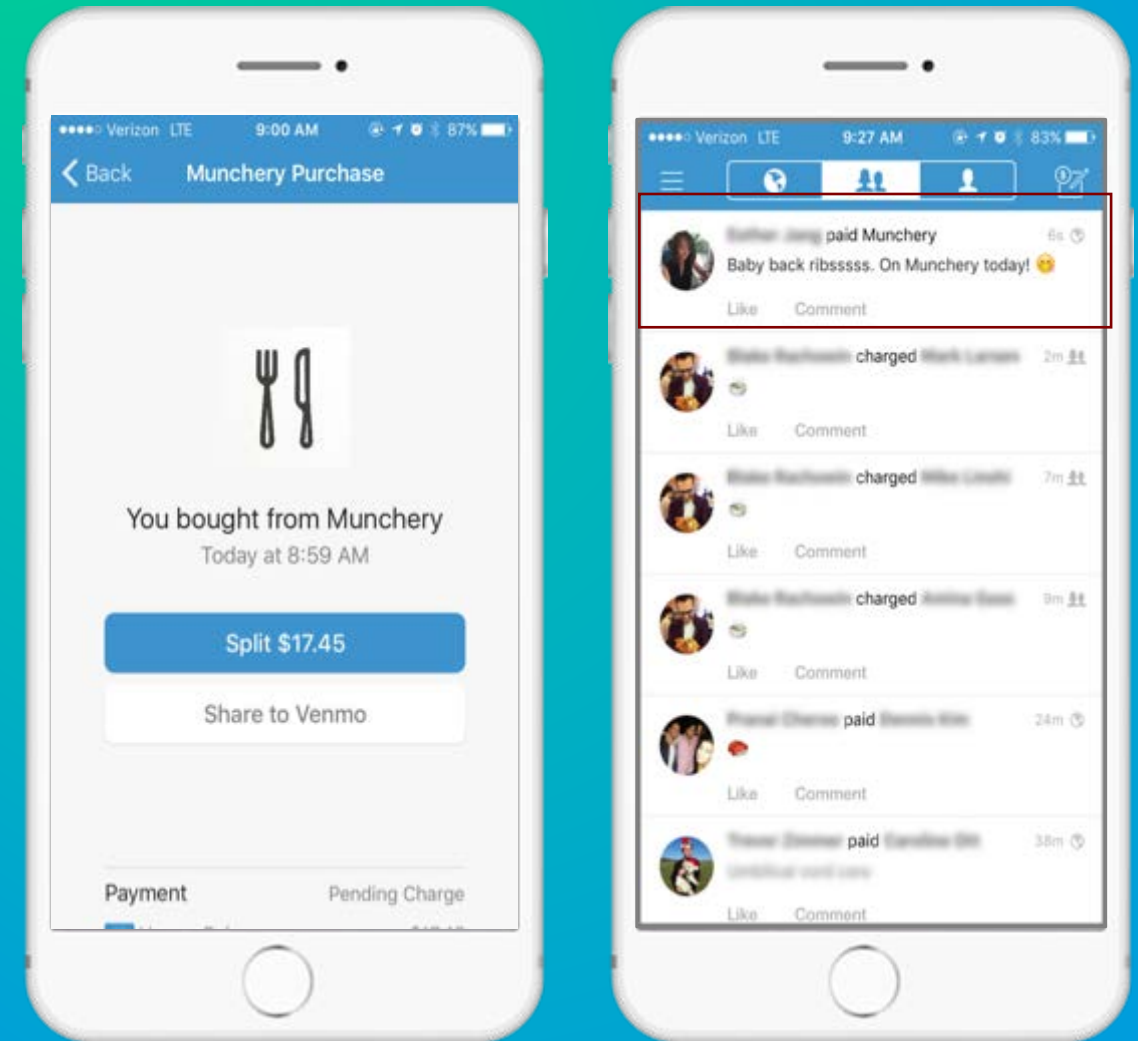 Verizon LTE 9:00 AM 87%
Back Munchery Purchase
You bought from Munchery
Today at 8:59 AM
Split $17.45
Share to Venmo
Payment Pending Charge
Verizon LTE 9:27 AM 83%
paid Munchery 6s
Baby back ribsssss. On Munchery today! 😋
Like Comment
charged 2m
Like Comment
charged 7m
Like Comment
charged 9m
Like Comment
paid 24m
Like Comment
paid 38m
Like Comment